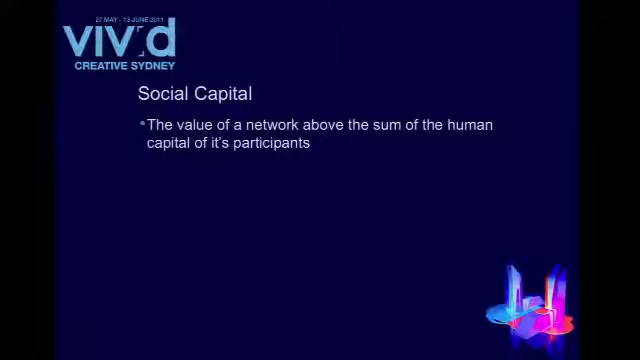 27 MAY - 13 JUNE 2011
vivid
CREATIVE SYDNEY
Social Capital
•The value of a network above the sum of the human
capital of it's participants